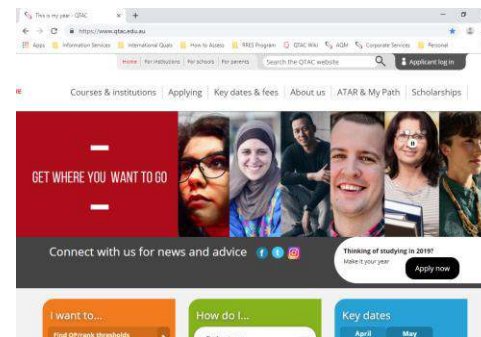 This is my year - QTAC
https://www.qtac.edu.au
Apps Information Services International Quals How to Assess RRES Program QTAC Wiki AQM Corporate Services Personal
Home For institutions For schools For parents Search the QTAC website Applicant log in
Courses & institutions Applying Key dates & fees About us ATAR & My Path Scholarships
GET WHERE YOU WANT TO GO
Connect with us for news and advice
Thinking of studying in 2019?
Make it your year
Apply now
I want to... How do I... Key dates
Find OP/rank thresholds April May